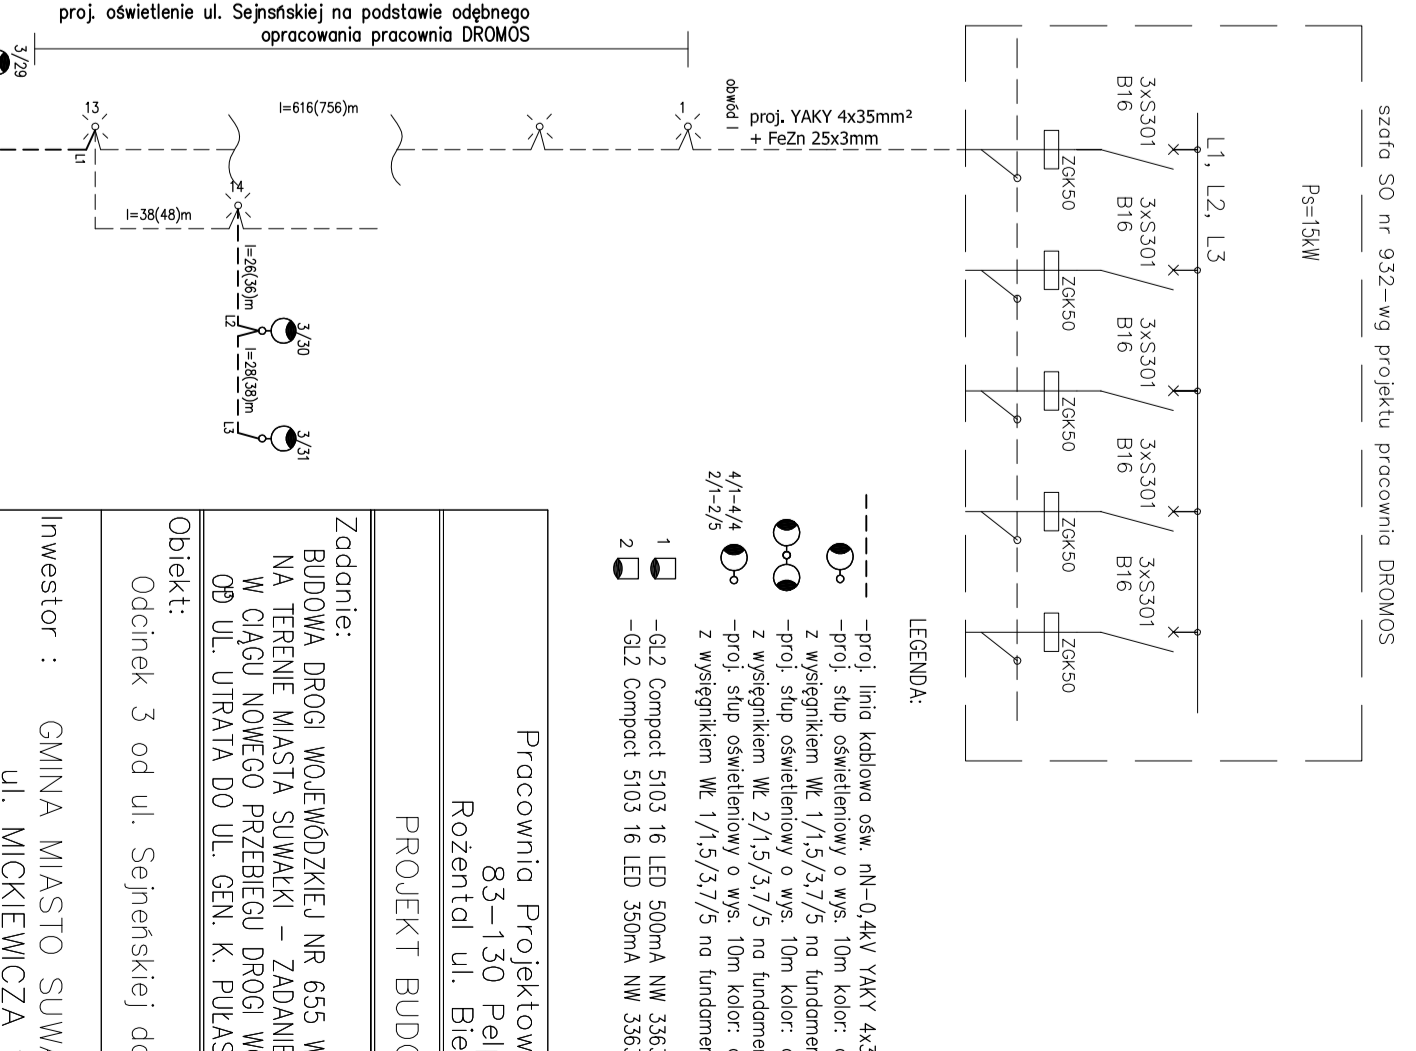 proj. oświetlenie ul. Sejnsńskiej na podstawie odębnego
opracowania pracownia DROMOS
3/29
13
l=616(756)m
1
obwód I
proj. YAKY 4x35mm²
+ FeZn 25x3mm
L1
14
l=38(48)m
l=26(36)m
L2
3/30
l=28(38)m
L3
3/31
szafa SO nr 932-wg projektu pracownia DROMOS
Ps=15kW
L1, L2, L3
3xS301
B16
ZGK50
3xS301
B16
ZGK50
3xS301
B16
ZGK50
3xS301
B16
ZGK50
3xS301
B16
ZGK50
LEGENDA:
-proj. linia kablowa ośw. nN-0,4kV YAKY 4x3
-proj. słup oświetleniowy o wys. 10m kolor:
z wysięgnikiem WŁ 1/1,5/3,7/5 na fundamen
-proj. słup oświetleniowy o wys. 10m kolor:
z wysięgnikiem WŁ 2/1,5/3,7/5 na fundamen
4/1-4/4
2/1-2/5
-proj. słup oświetleniowy o wys. 10m kolor:
z wysięgnikiem WŁ 1/1,5/3,7/5 na fundamen
1
-GL2 Compact 5103 16 LED 500mA NW 3363
2
-GL2 Compact 5103 16 LED 350mA NW 3363
Pracownia Projektow
83-130 Pel
Rożental ul. Bie
PROJEKT BUDO
Zadanie:
BUDOWA DROGI WOJEWÓDZKIEJ NR 655 W
NA TERENIE MIASTA SUWAŁKI - ZADANIE
W CIĄGU NOWEGO PRZEBIEGU DROGI WO
OD UL. UTRATA DO UL. GEN. K. PUŁAS
Obiekt:
Odcinek 3 od ul. Sejneńskiej do
Inwestor : GMINA MIASTO SUWA
ul. MICKIEWICZA